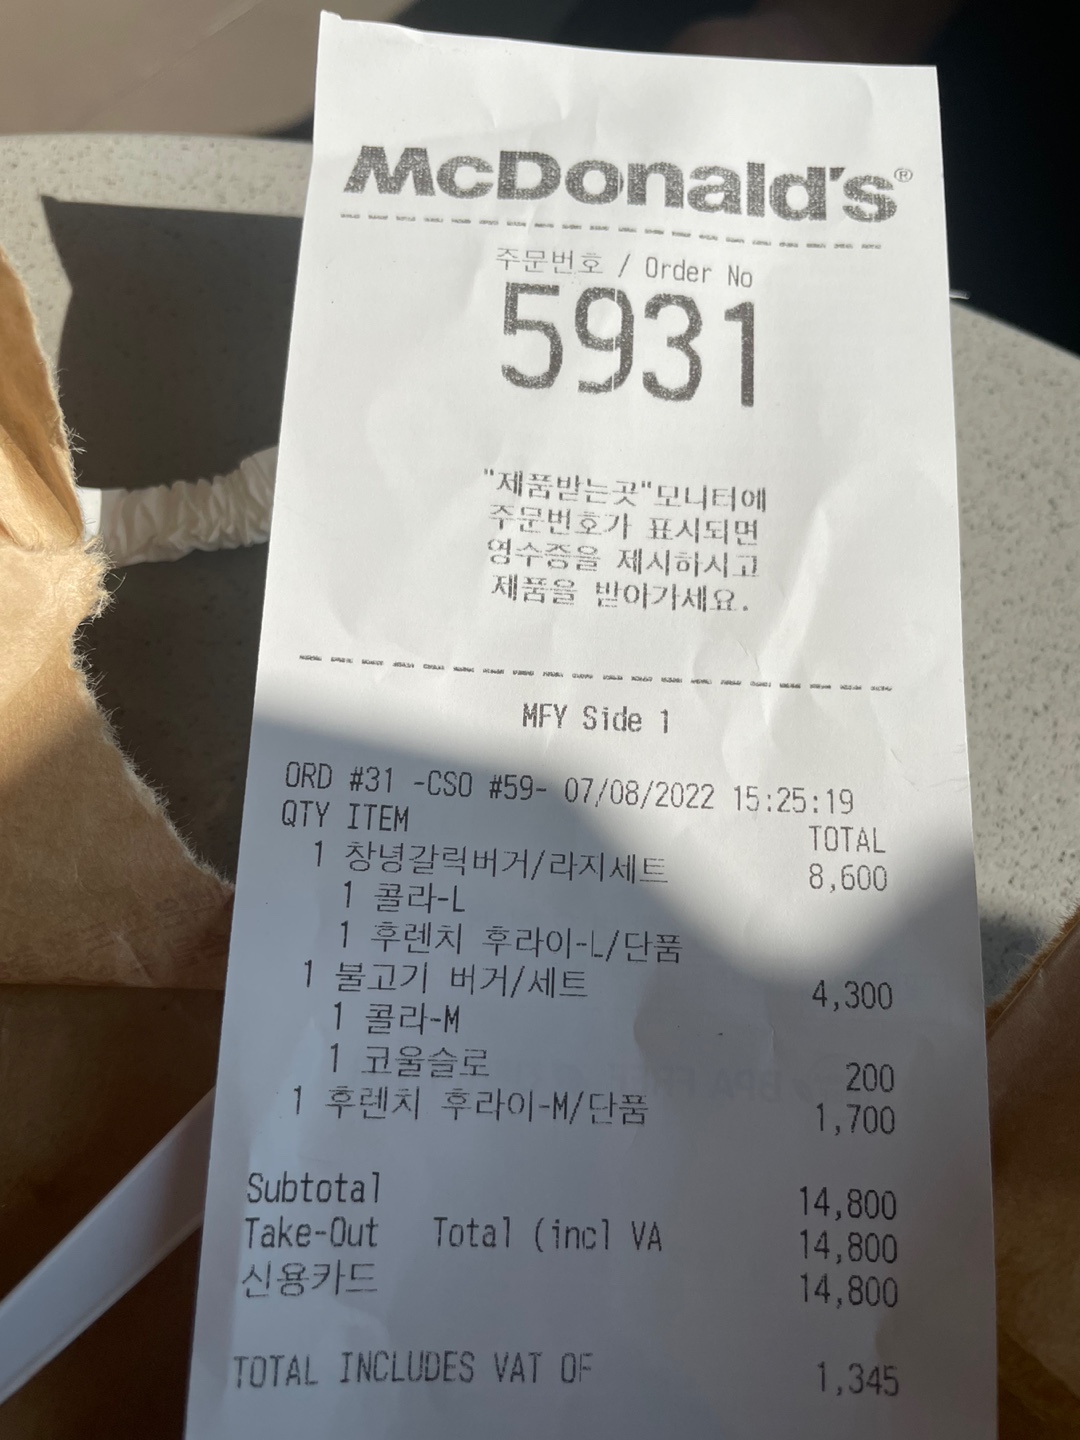 McDonald's®
주문번호 / Order No
5931
"제품받는곳"모니터에
주문번호가 표시되면
영수증을 제시하시고
제품을 받아가세요.
MFY Side 1
ORD #31 -CSO #59- 07/08/2022 15:25:19
QTY ITEM TOTAL
1 창녕갈릭버거/라지세트 8,600
1 콜라-L
1 후렌치 후라이-L/단품
1 불고기 버거/세트 4,300
1 콜라-M
1 코울슬로 200
1 후렌치 후라이-M/단품 1,700
Subtotal 14,800
Take-Out Total (incl VA 14,800
신용카드 14,800
TOTAL INCLUDES VAT OF 1,345